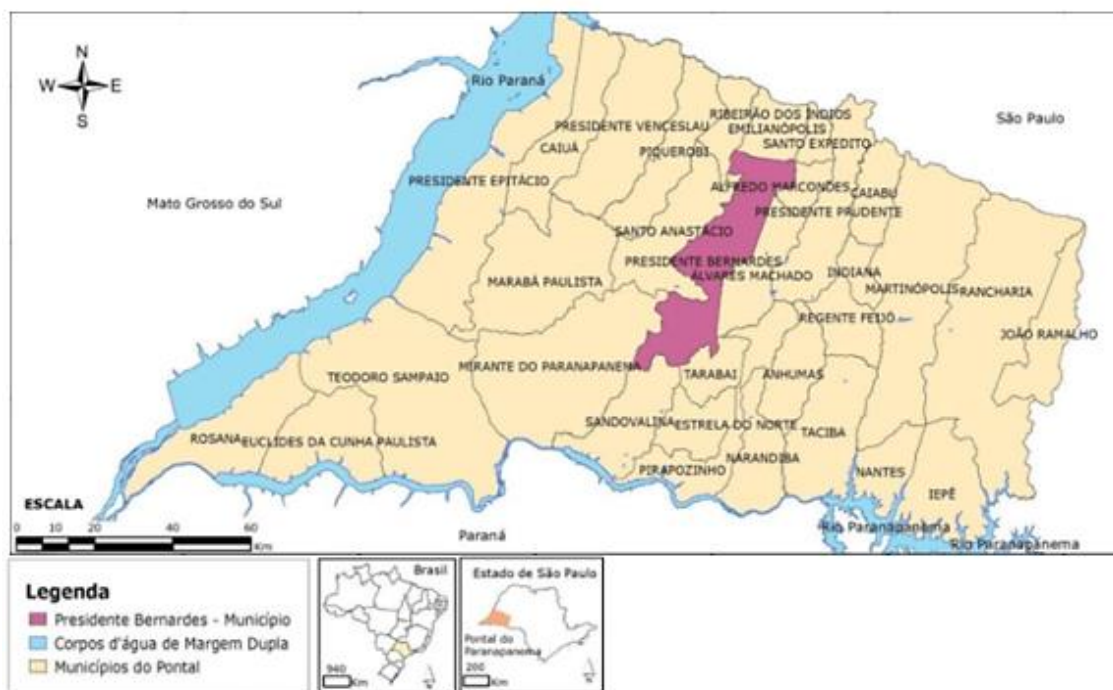 N
W E
S
Rio Paraná
São Paulo
Mato Grosso do Sul
RIBEIRÃO DOS ÍNDIOS
PRESIDENTE VENCESLAU
EMILIANÓPOLIS
SANTO EXPEDITO
CAIUÁ
PIQUEROBI
PRESIDENTE EPITÁCIO
ALFREDO MARCONDES
CAIABU
PRESIDENTE PRUDENTE
SANTO ANASTÁCIO
PRESIDENTE BERNARDES
MARABÁ PAULISTA
ÁLVARES MACHADO
INDIANA
MARTINÓPOLIS
RANCHARIA
REGENTE FEIJÓ
JOÃO RAMALHO
MIRANTE DO PARANAPANEMA
TEODORO SAMPAIO
TARABAI
ANHUMAS
SANDOVALINA
ESTRELA DO NORTE
TACIBA
ROSANA
EUCLIDES DA CUNHA PAULISTA
PIRAPOZINHO
NARANDIBA
NANTES
IEPÊ
ESCALA
0 10 20 40 60
Km
Paraná
Rio Paranapanema
Rio Paranapanema
Legenda
Presidente Bernardes - Município
Corpos d'água de Margem Dupla
Municípios do Pontal
Brasil
940
Km
Estado de São Paulo
Pontal do
Paranapanema
200
Km